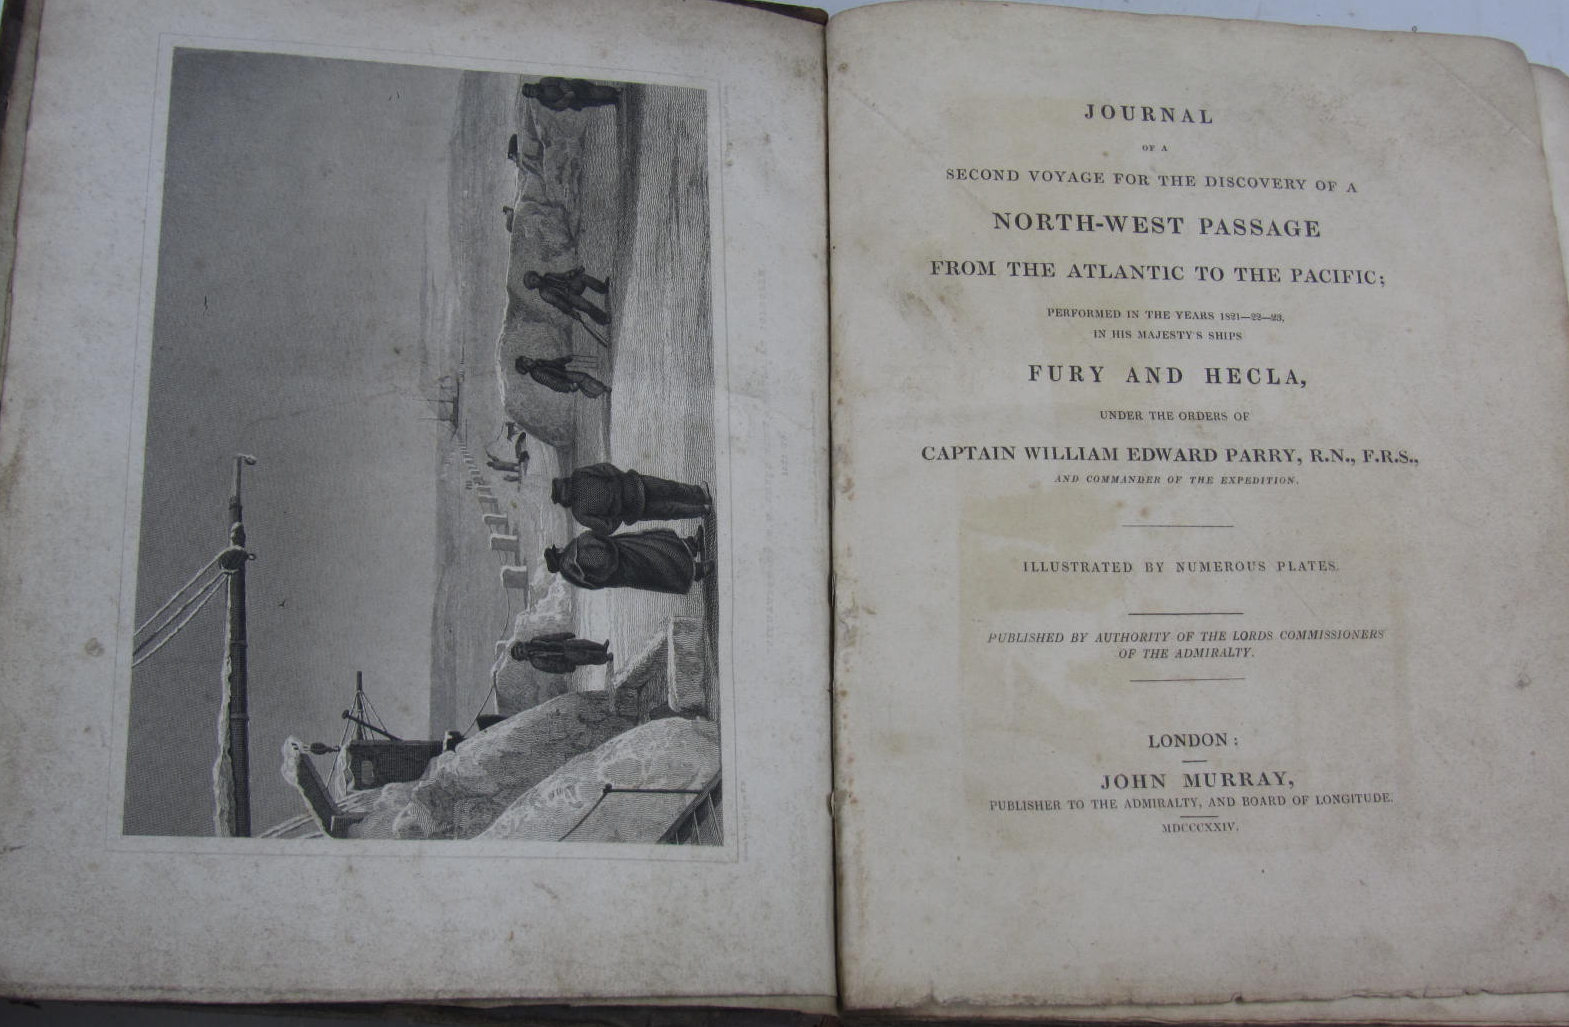 JOURNAL
OF A
SECOND VOYAGE FOR THE DISCOVERY OF A
NORTH-WEST PASSAGE
FROM THE ATLANTIC TO THE PACIFIC;
PERFORMED IN THE YEARS 1821—22—23,
IN HIS MAJESTY'S SHIPS
FURY AND HECLA,
UNDER THE ORDERS OF
CAPTAIN WILLIAM EDWARD PARRY, R.N., F.R.S.,
AND COMMANDER OF THE EXPEDITION.
ILLUSTRATED BY NUMEROUS PLATES.
PUBLISHED BY AUTHORITY OF THE LORDS COMMISSIONERS
OF THE ADMIRALTY.
LONDON:
JOHN MURRAY,
PUBLISHER TO THE ADMIRALTY, AND BOARD OF LONGITUDE.
MDCCCXXIV.